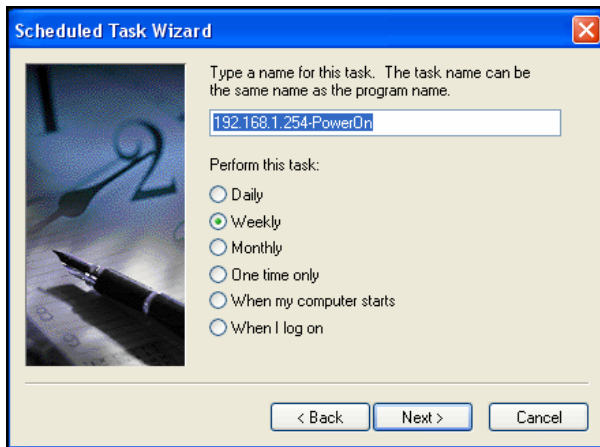 Scheduled Task Wizard
Type a name for this task. The task name can be
the same name as the program name.
192.168.1.254-PowerOn
Perform this task:
Daily
Weekly
Monthly
One time only
When my computer starts
When I log on
< Back
Next >
Cancel